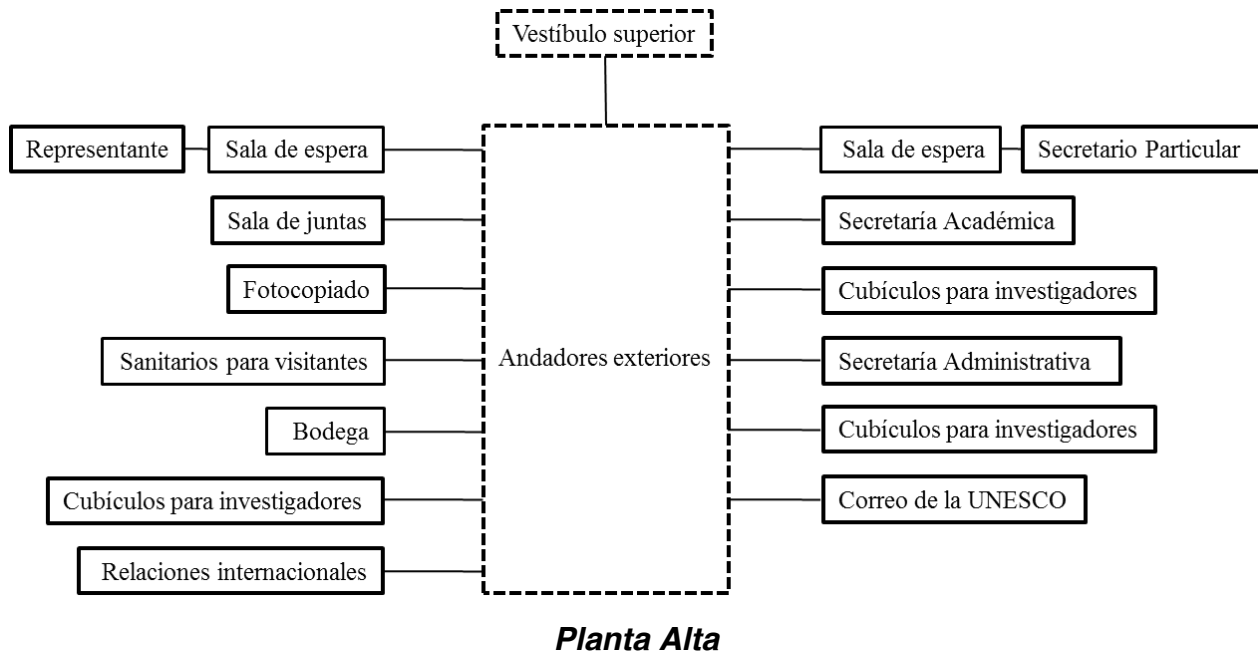 Vestíbulo superior
Representante
Sala de espera
Sala de espera
Secretario Particular
Sala de juntas
Secretaría Académica
Fotocopiado
Cubículos para investigadores
Sanitarios para visitantes
Andadores exteriores
Secretaría Administrativa
Bodega
Cubículos para investigadores
Cubículos para investigadores
Correo de la UNESCO
Relaciones internacionales
Planta Alta